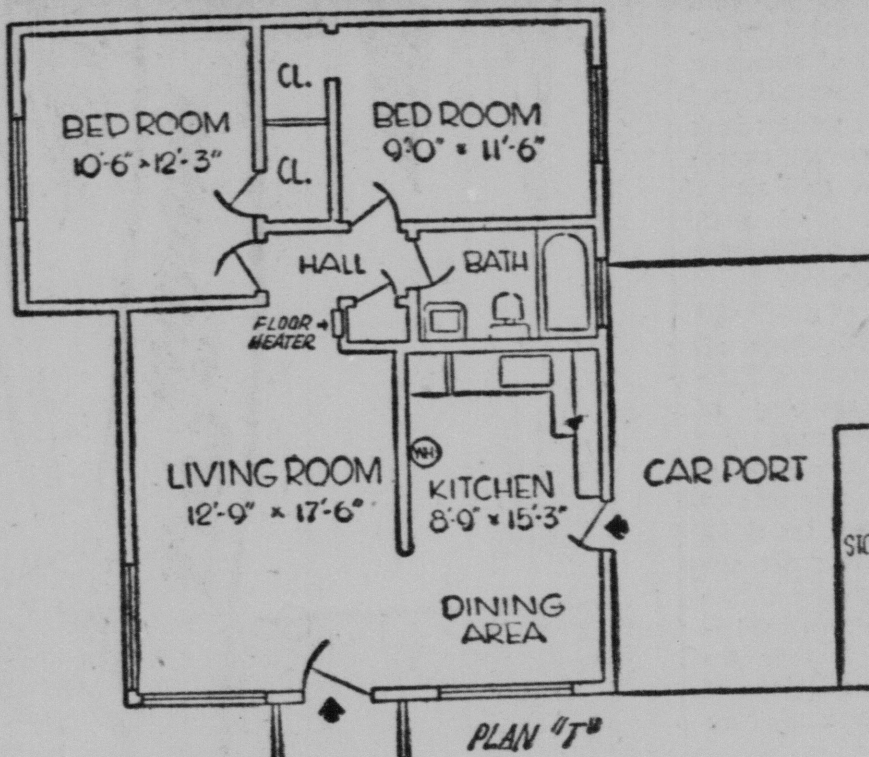 CL.
BED ROOM
10'-6" × 12'-3"
BED ROOM
9'-0" × 11'-6"
CL.
HALL
BATH
FLOOR
HEATER
LIVING ROOM
12'-9" × 17'-6"
WH
KITCHEN
8'-9" × 15'-3"
CAR PORT
STO
DINING
AREA
PLAN "T"